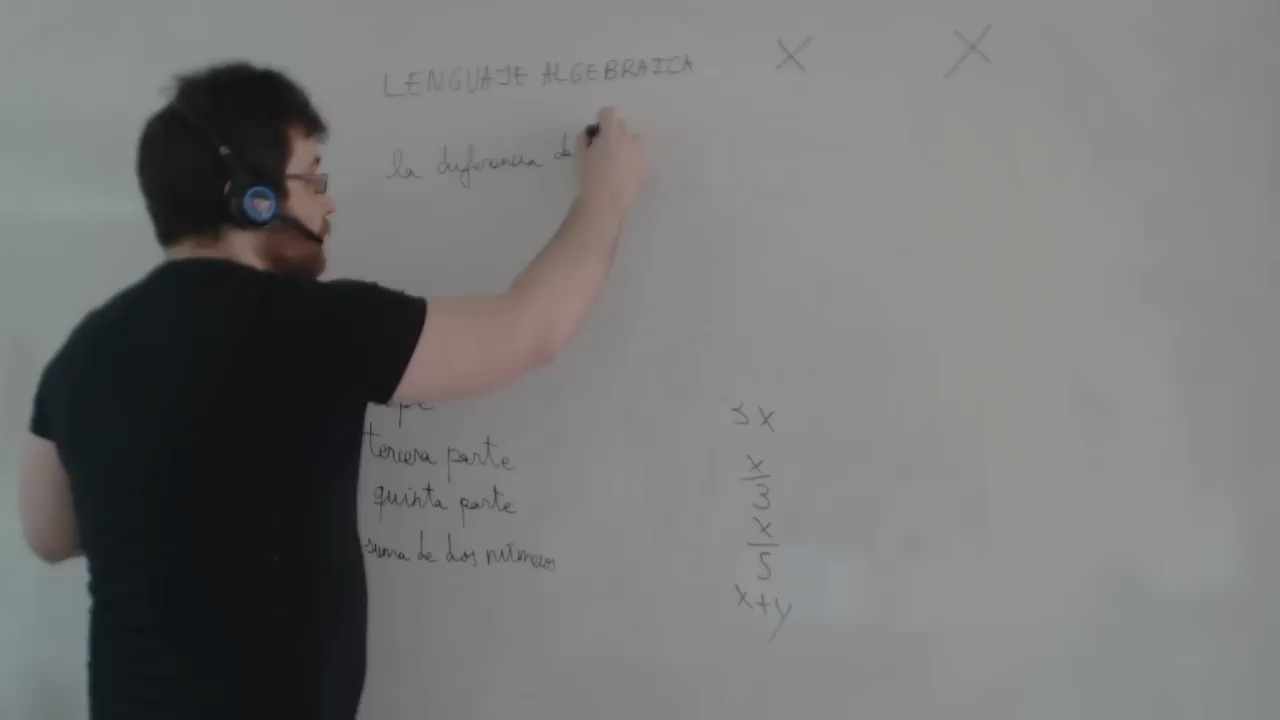 LENGUAJE ALGEBRAICA X X
la diferencia de
3x
tercera parte x/3
quinta parte x/5
suma de dos números x+y